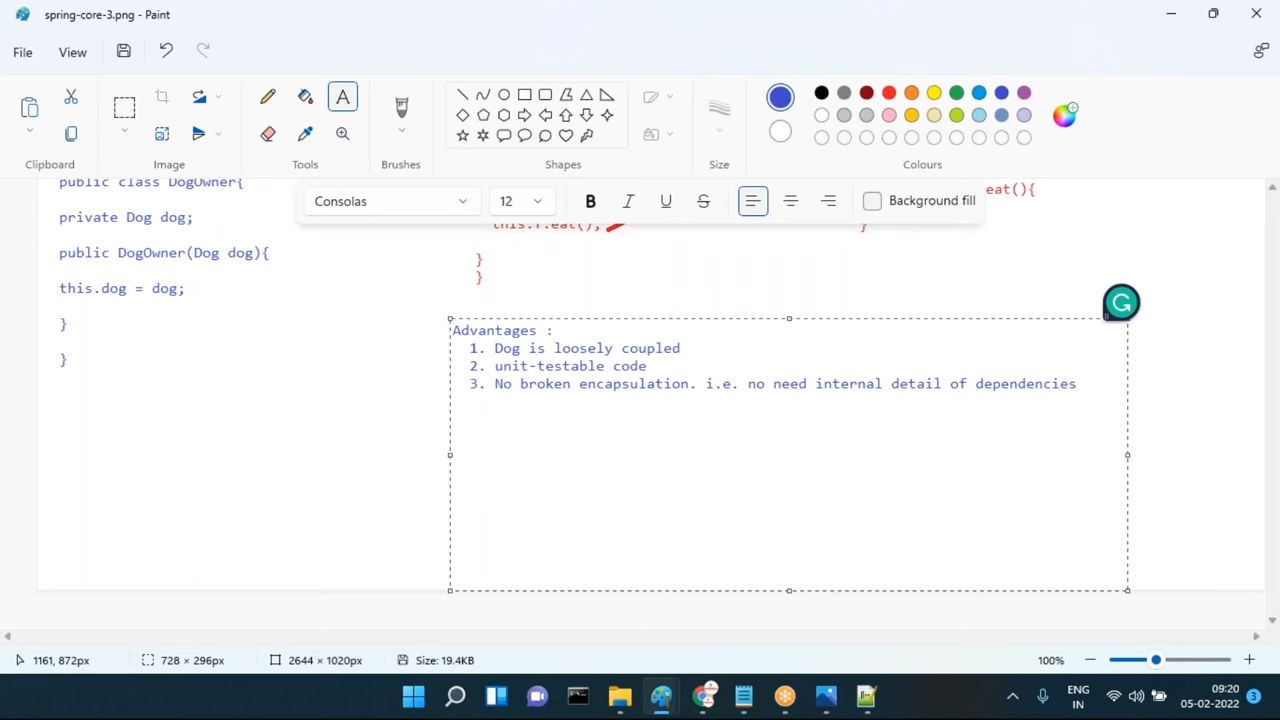 spring-core-3.png - Paint
File
View
Clipboard
Image
Tools
Brushes
Shapes
Size
Colours
Consolas
12
B
I
U
S
Background fill
public class DogOwner{
private Dog dog;
public DogOwner(Dog dog){
this.dog = dog;
}
}
this.f.eat();
}
}
eat(){
}
Advantages :
1. Dog is loosely coupled
2. unit-testable code
3. No broken encapsulation. i.e. no need internal detail of dependencies
1161, 872px
728 × 296px
2644 × 1020px
Size: 19.4KB
100%
ENG
IN
09:20
05-02-2022
3